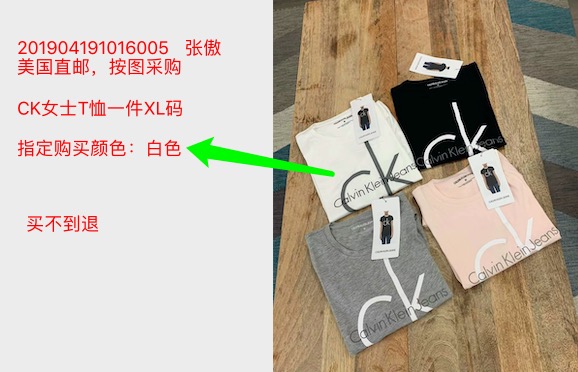 201904191016005 张傲
美国直邮，按图采购
CK女士T恤一件XL码
指定购买颜色：白色
买不到退
ck
Calvin Klein Jeans
ck
Calvin Klein Jeans
ck
Calvin Klein Jeans
ck
Calvin Klein Jeans